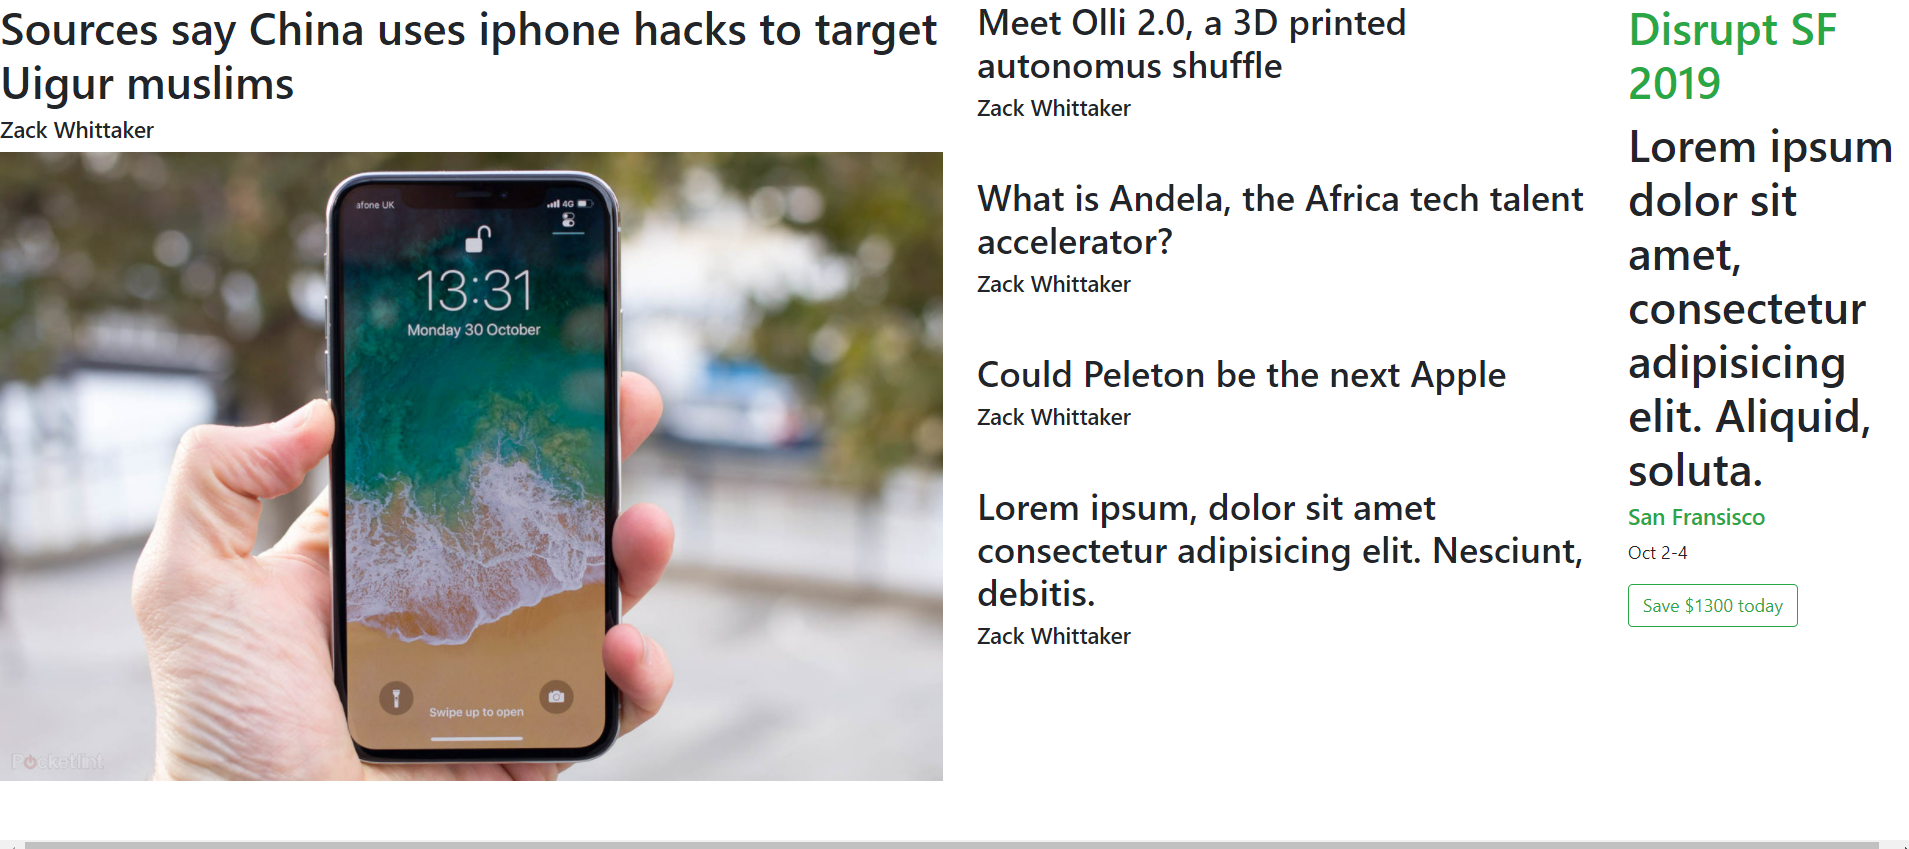 Sources say China uses iphone hacks to target
Uigur muslims
Zack Whittaker
afone UK
4G
13:31
Monday 30 October
Swipe up to open
Pocketlint
Meet Olli 2.0, a 3D printed
autonomus shuffle
Zack Whittaker
What is Andela, the Africa tech talent
accelerator?
Zack Whittaker
Could Peleton be the next Apple
Zack Whittaker
Lorem ipsum, dolor sit amet
consectetur adipisicing elit. Nesciunt,
debitis.
Zack Whittaker
Disrupt SF
2019
Lorem ipsum
dolor sit
amet,
consectetur
adipisicing
elit. Aliquid,
soluta.
San Fransisco
Oct 2-4
Save $1300 today